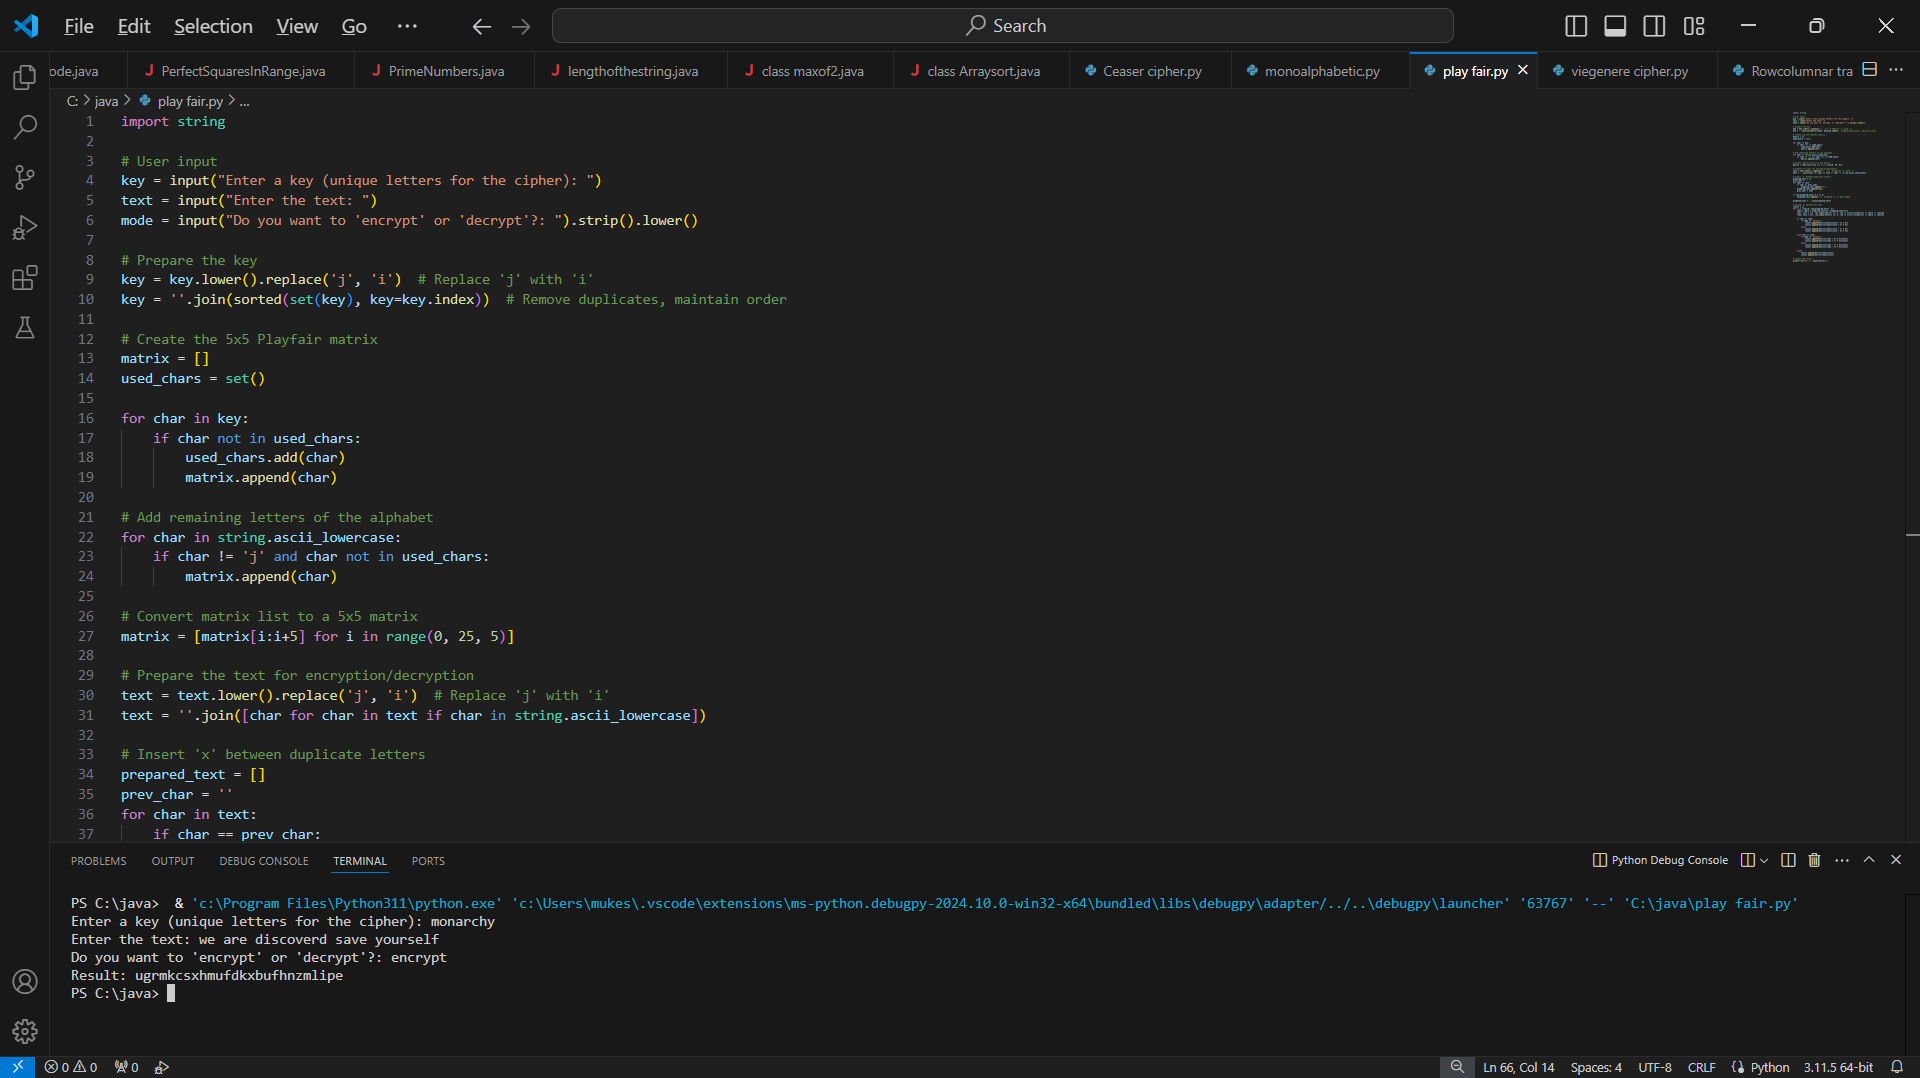 File Edit Selection View Go ··· Search
ode.java PerfectSquaresInRange.java PrimeNumbers.java lengthofthestring.java class maxof2.java class Arraysort.java Ceaser cipher.py monoalphabetic.py play fair.py viegenere cipher.py Rowcolumnar tra ···
C: > java > play fair.py > ...
1 import string
2
3 # User input
4 key = input("Enter a key (unique letters for the cipher): ")
5 text = input("Enter the text: ")
6 mode = input("Do you want to 'encrypt' or 'decrypt'?: ").strip().lower()
7
8 # Prepare the key
9 key = key.lower().replace('j', 'i')  # Replace 'j' with 'i'
10 key = ''.join(sorted(set(key), key=key.index))  # Remove duplicates, maintain order
11
12 # Create the 5x5 Playfair matrix
13 matrix = []
14 used_chars = set()
15
16 for char in key:
17     if char not in used_chars:
18         used_chars.add(char)
19         matrix.append(char)
20
21 # Add remaining letters of the alphabet
22 for char in string.ascii_lowercase:
23     if char != 'j' and char not in used_chars:
24         matrix.append(char)
25
26 # Convert matrix list to a 5x5 matrix
27 matrix = [matrix[i:i+5] for i in range(0, 25, 5)]
28
29 # Prepare the text for encryption/decryption
30 text = text.lower().replace('j', 'i')  # Replace 'j' with 'i'
31 text = ''.join([char for char in text if char in string.ascii_lowercase])
32
33 # Insert 'x' between duplicate letters
34 prepared_text = []
35 prev_char = ''
36 for char in text:
37     if char == prev_char:
PROBLEMS OUTPUT DEBUG CONSOLE TERMINAL PORTS Python Debug Console ···
PS C:\java>  & 'c:\Program Files\Python311\python.exe' 'c:\Users\mukes\.vscode\extensions\ms-python.debugpy-2024.10.0-win32-x64\bundled\libs\debugpy\adapter/../..\debugpy\launcher' '63767' '--' 'C:\java\play fair.py'
Enter a key (unique letters for the cipher): monarchy
Enter the text: we are discoverd save yourself
Do you want to 'encrypt' or 'decrypt'?: encrypt
Result: ugrmkcsxhmufdkxbufhnzmlipe
PS C:\java>
0 0 0 Ln 66, Col 14 Spaces: 4 UTF-8 CRLF Python 3.11.5 64-bit